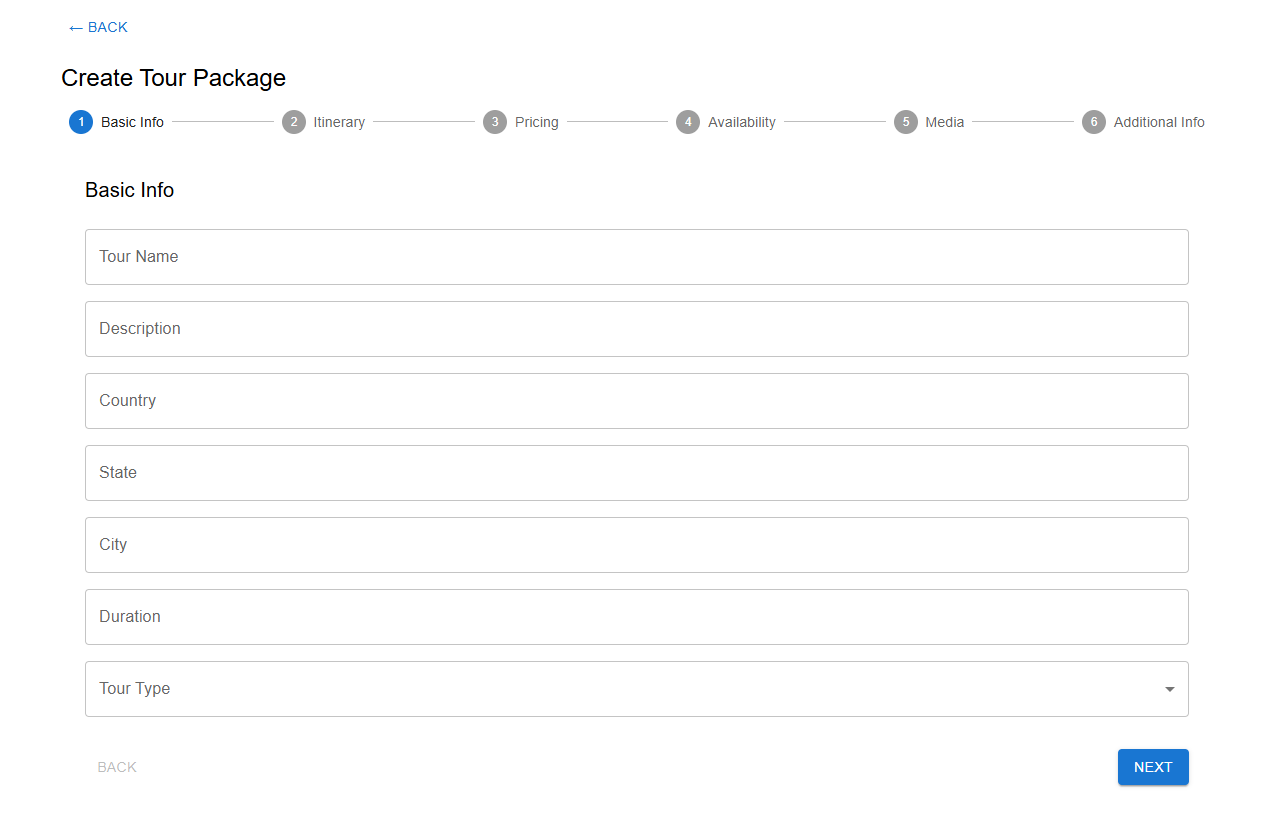 ← BACK
Create Tour Package
1 Basic Info 2 Itinerary 3 Pricing 4 Availability 5 Media 6 Additional Info
Basic Info
Tour Name
Description
Country
State
City
Duration
Tour Type
BACK NEXT